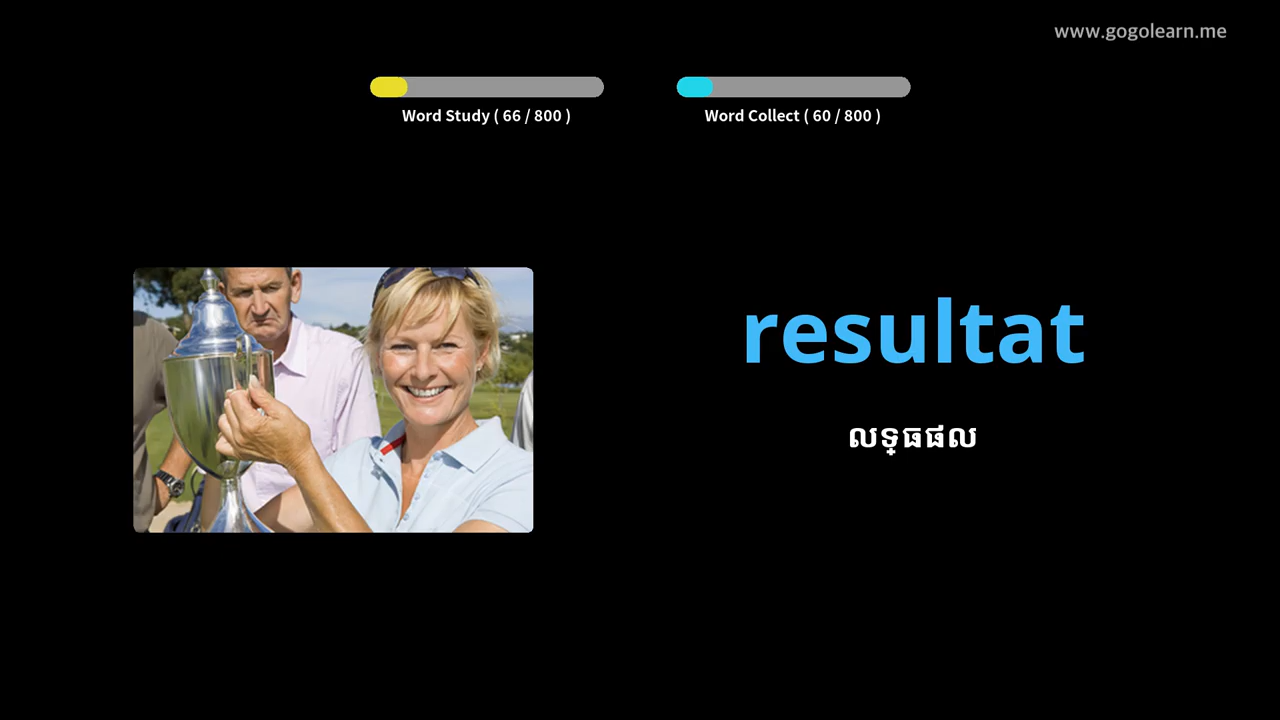 www.gogolearn.me
Word Study ( 66 / 800 )
Word Collect ( 60 / 800 )
resultat
លទ្ធផល